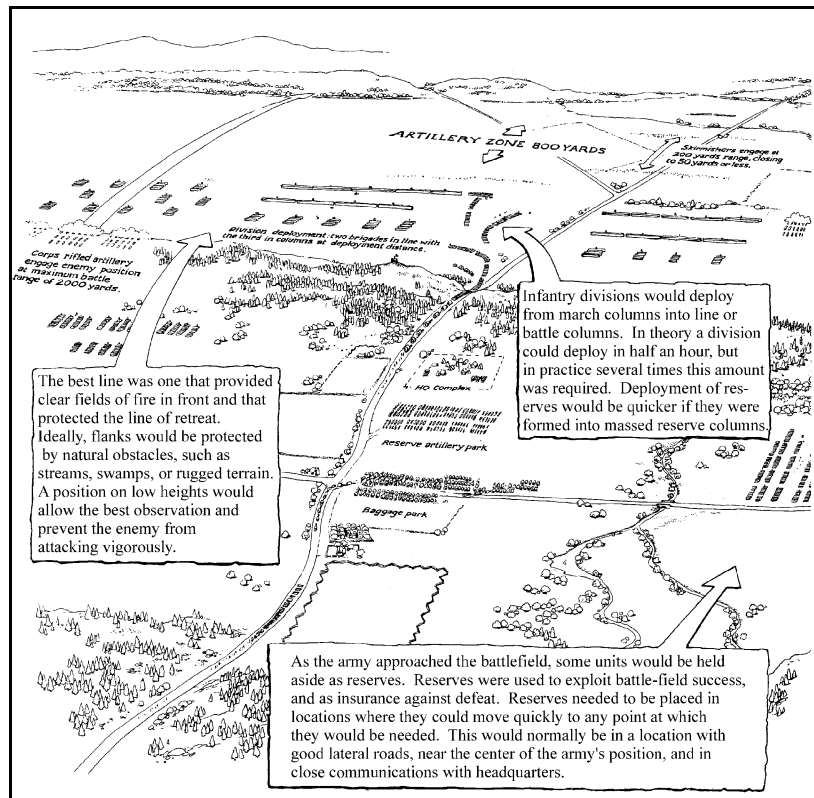 ARTILLERY ZONE 800 YARDS
Skirmishers engage at
200 yards range, closing
to 50 yards or less.
Division deployment: two brigades in line with
the third in columns at deployment distance.
Corps rifled artillery
engage enemy position
at maximum battle
range of 2000 yards.
Infantry divisions would deploy
from march columns into line or
battle columns. In theory a division
could deploy in half an hour, but
in practice several times this amount
was required. Deployment of res-
erves would be quicker if they were
formed into massed reserve columns.
The best line was one that provided
clear fields of fire in front and that
protected the line of retreat.
Ideally, flanks would be protected
by natural obstacles, such as
streams, swamps, or rugged terrain.
A position on low heights would
allow the best observation and
prevent the enemy from
attacking vigorously.
HQ complex
Reserve artillery park
Baggage park
As the army approached the battlefield, some units would be held
aside as reserves. Reserves were used to exploit battle-field success,
and as insurance against defeat. Reserves needed to be placed in
locations where they could move quickly to any point at which
they would be needed. This would normally be in a location with
good lateral roads, near the center of the army's position, and in
close communications with headquarters.